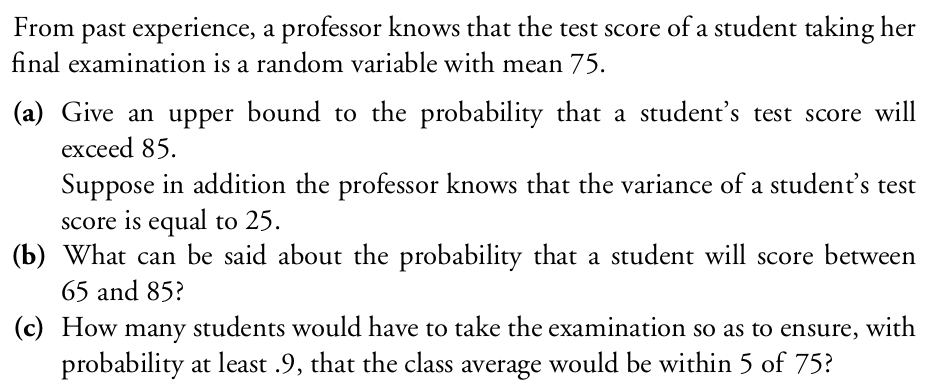 From past experience, a professor knows that the test score of a student taking her
final examination is a random variable with mean 75.
(a) Give an upper bound to the probability that a student’s test score will
exceed 85.
Suppose in addition the professor knows that the variance of a student’s test
score is equal to 25.
(b) What can be said about the probability that a student will score between
65 and 85?
(c) How many students would have to take the examination so as to ensure, with
probability at least .9, that the class average would be within 5 of 75?